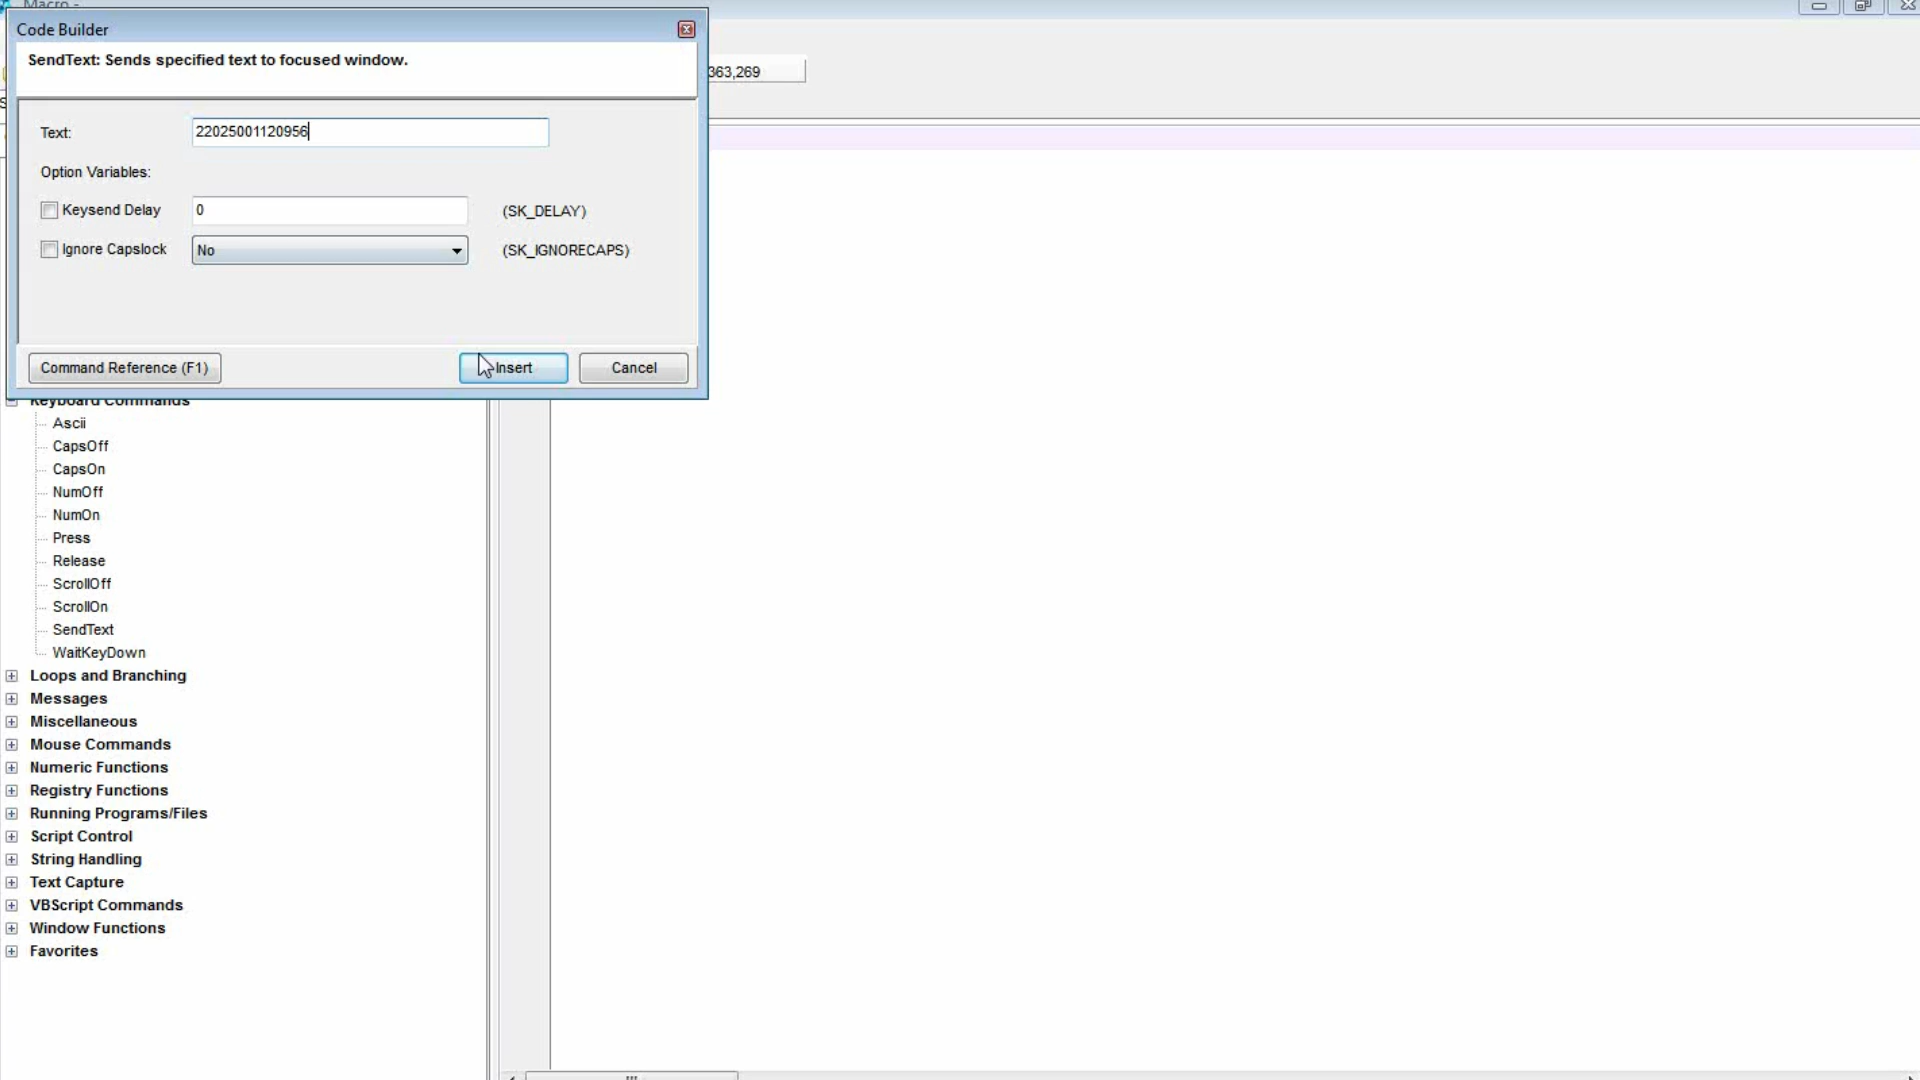 Macro -
Code Builder
SendText: Sends specified text to focused window.
363,269
Text:
22025001120956
Option Variables:
Keysend Delay
0
(SK_DELAY)
Ignore Capslock
No
(SK_IGNORECAPS)
Command Reference (F1)
Insert
Cancel
Keyboard Commands
Ascii
CapsOff
CapsOn
NumOff
NumOn
Press
Release
ScrollOff
ScrollOn
SendText
WaitKeyDown
Loops and Branching
Messages
Miscellaneous
Mouse Commands
Numeric Functions
Registry Functions
Running Programs/Files
Script Control
String Handling
Text Capture
VBScript Commands
Window Functions
Favorites